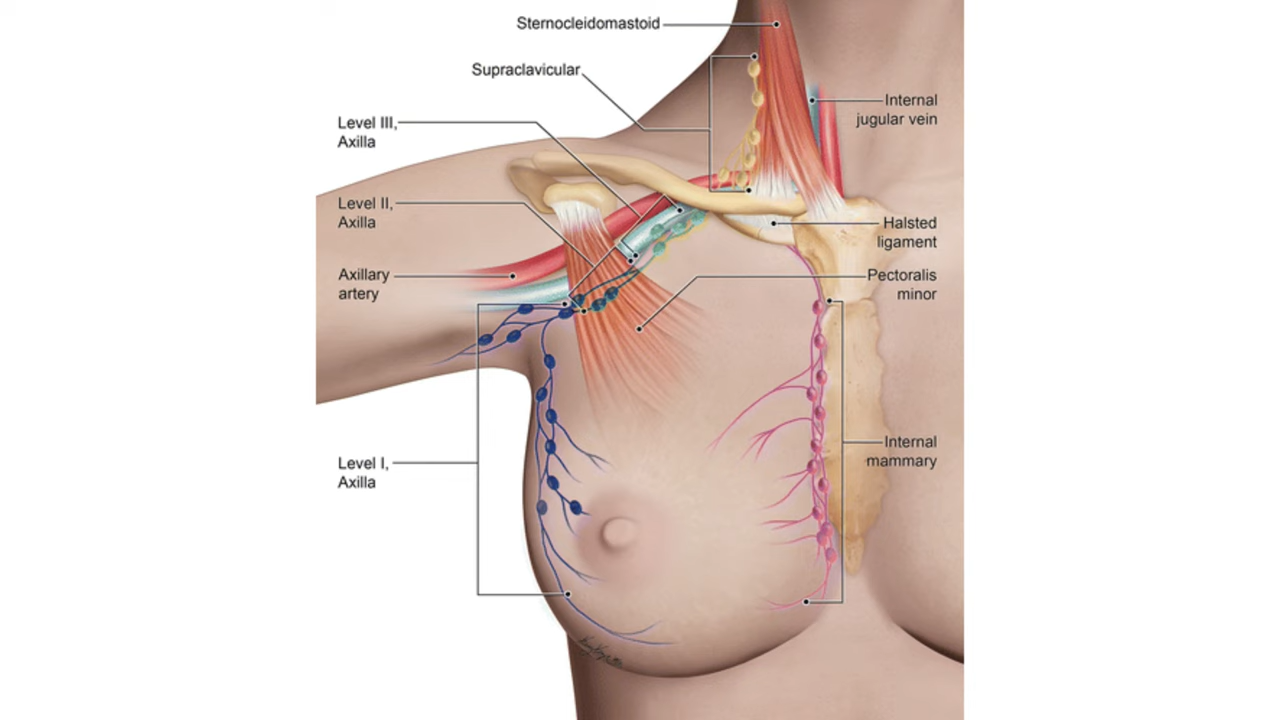 Sternocleidomastoid
Supraclavicular
Level III,
Axilla
Internal
jugular vein
Level II,
Axilla
Halsted
ligament
Axillary
artery
Pectoralis
minor
Internal
mammary
Level I,
Axilla